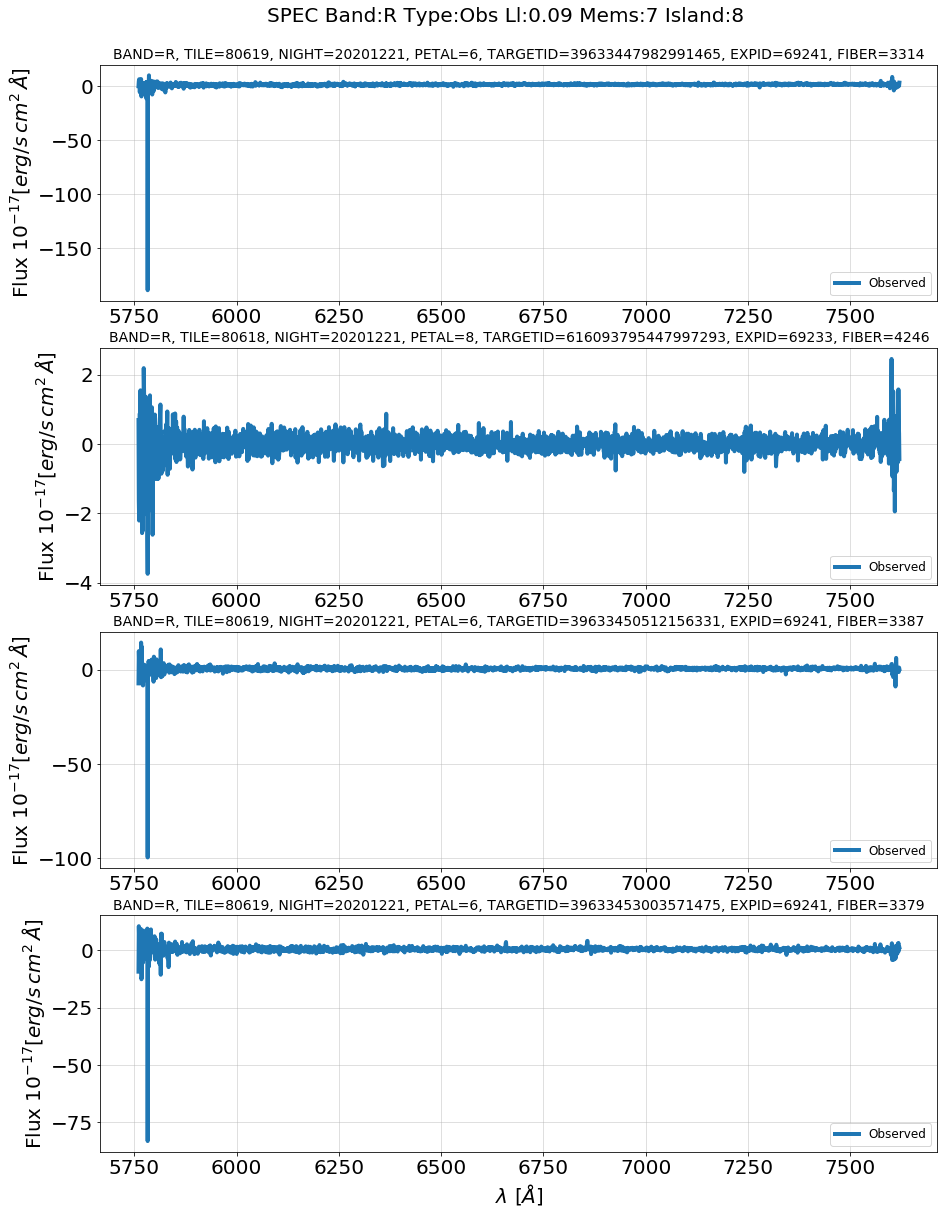 SPEC Band:R Type:Obs Ll:0.09 Mems:7 Island:8
BAND=R, TILE=80619, NIGHT=20201221, PETAL=6, TARGETID=39633447982991465, EXPID=69241, FIBER=3314
Flux 10^{-17}[erg/s cm^2 Å]
0
−50
−100
−150
Observed
5750 6000 6250 6500 6750 7000 7250 7500
BAND=R, TILE=80618, NIGHT=20201221, PETAL=8, TARGETID=616093795447997293, EXPID=69233, FIBER=4246
Flux 10^{-17}[erg/s cm^2 Å]
2
0
−2
−4
Observed
5750 6000 6250 6500 6750 7000 7250 7500
BAND=R, TILE=80619, NIGHT=20201221, PETAL=6, TARGETID=39633450512156331, EXPID=69241, FIBER=3387
Flux 10^{-17}[erg/s cm^2 Å]
0
−50
−100
Observed
5750 6000 6250 6500 6750 7000 7250 7500
BAND=R, TILE=80619, NIGHT=20201221, PETAL=6, TARGETID=39633453003571475, EXPID=69241, FIBER=3379
Flux 10^{-17}[erg/s cm^2 Å]
0
−25
−50
−75
Observed
5750 6000 6250 6500 6750 7000 7250 7500
λ [Å]